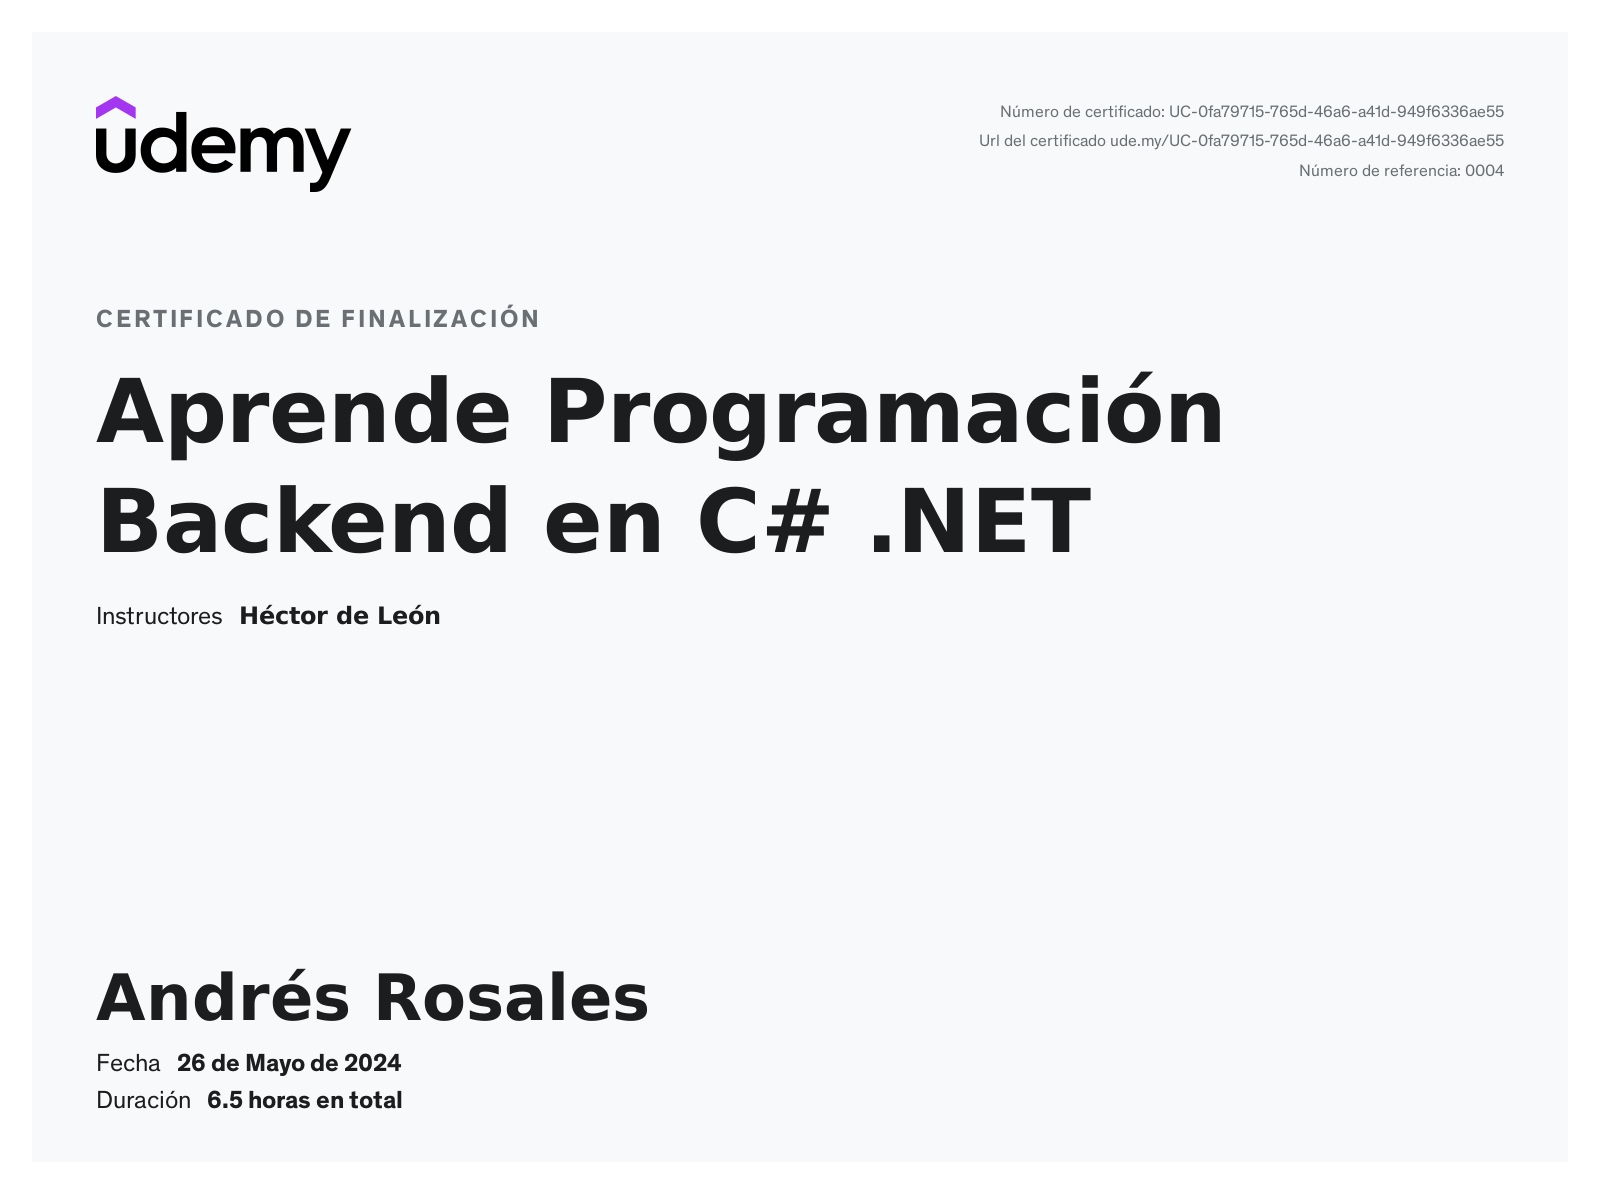 udemy
Número de certificado: UC-0fa79715-765d-46a6-a41d-949f6336ae55
Url del certificado ude.my/UC-0fa79715-765d-46a6-a41d-949f6336ae55
Número de referencia: 0004
CERTIFICADO DE FINALIZACIÓN
Aprende Programación
Backend en C# .NET
Instructores Héctor de León
Andrés Rosales
Fecha 26 de Mayo de 2024
Duración 6.5 horas en total